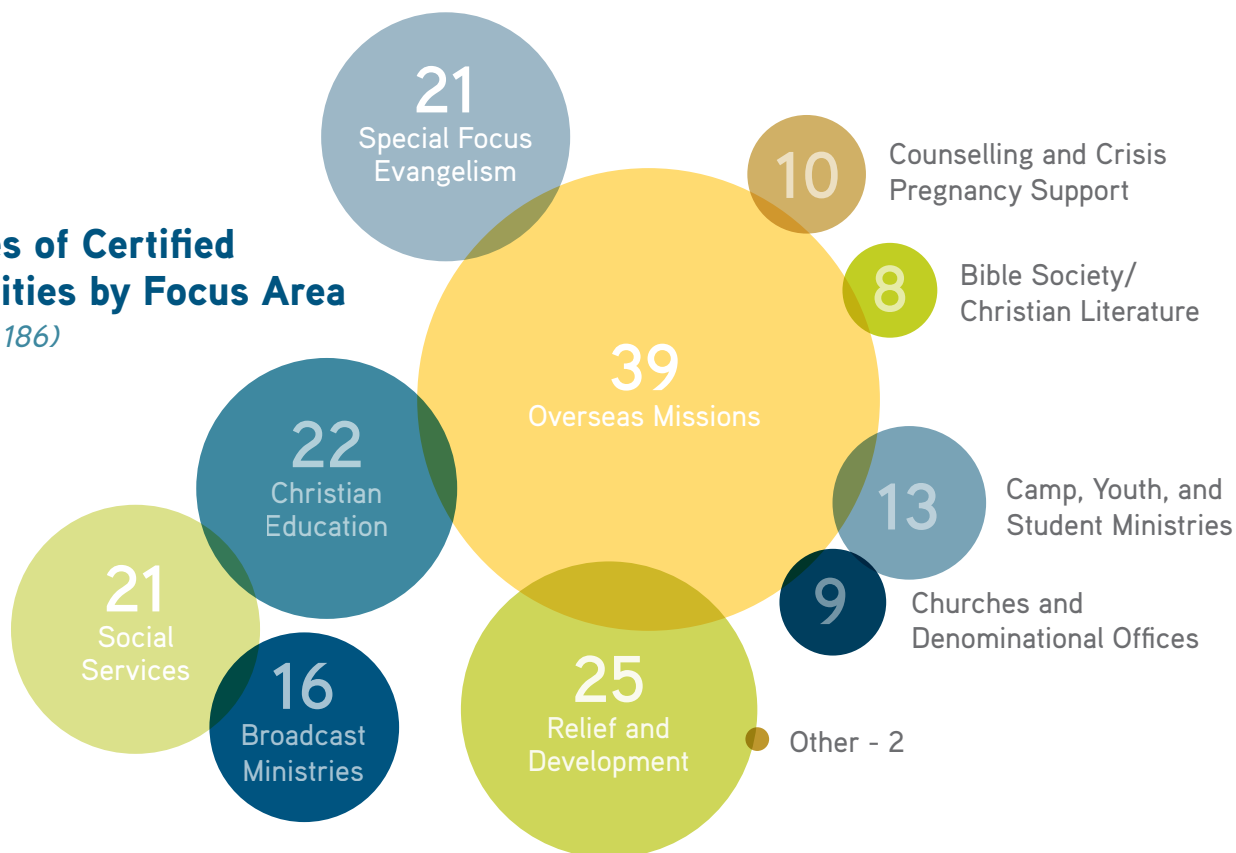 21
Special Focus
Evangelism
10
Counselling and Crisis
Pregnancy Support
of Certified
by Focus Area
186)
8
Bible Society/
Christian Literature
39
Overseas Missions
22
Christian
Education
13
Camp, Youth, and
Student Ministries
21
Social
Services
9
Churches and
Denominational Offices
16
Broadcast
Ministries
25
Relief and
Development
Other - 2